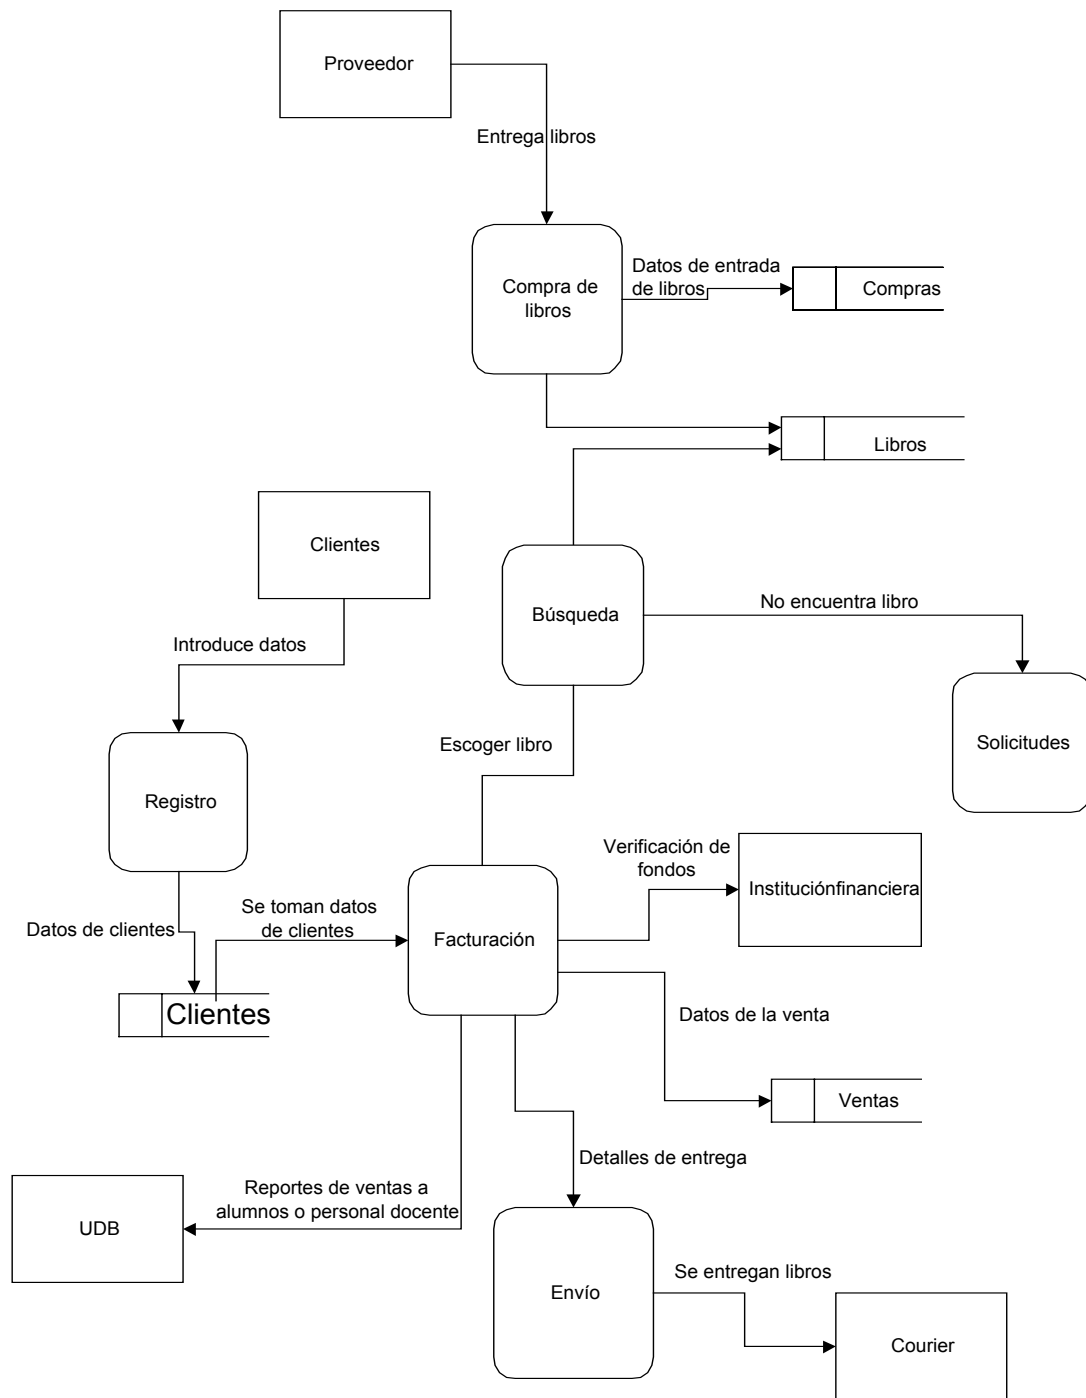 Proveedor
Entrega libros
Compra de
libros
Datos de entrada
de libros
Compras
Libros
Clientes
Búsqueda
No encuentra libro
Introduce datos
Solicitudes
Escoger libro
Registro
Verificación de
fondos
Instituciónfinanciera
Se toman datos
de clientes
Datos de clientes
Facturación
Clientes
Datos de la venta
Ventas
Detalles de entrega
Reportes de ventas a
alumnos o personal docente
UDB
Envío
Se entregan libros
Courier